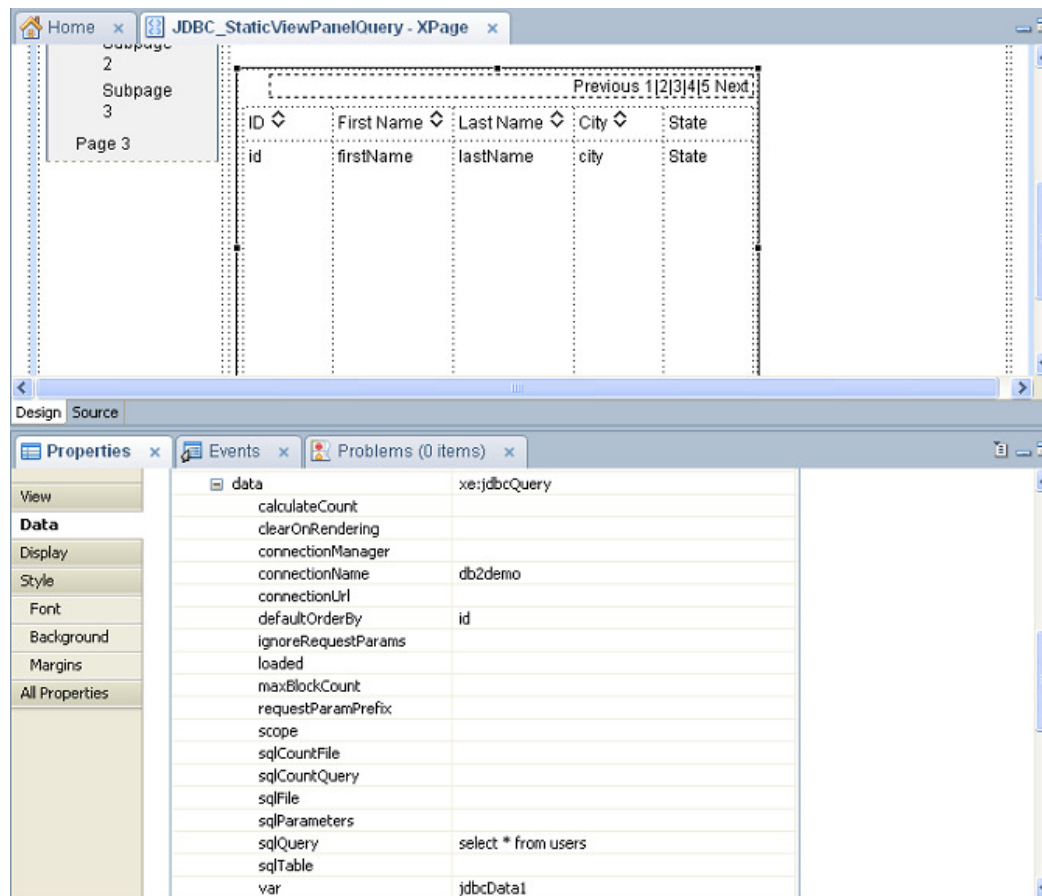 Home JDBC_StaticViewPanelQuery - XPage
Subpage
2
Subpage
3
Page 3
Previous 1|2|3|4|5 Next
ID First Name Last Name City State
id firstName lastName city State
Design Source
Properties Events Problems (0 items)
View
Data
Display
Style
Font
Background
Margins
All Properties
data xe:jdbcQuery
calculateCount
clearOnRendering
connectionManager
connectionName db2demo
connectionUrl
defaultOrderBy id
ignoreRequestParams
loaded
maxBlockCount
requestParamPrefix
scope
sqlCountFile
sqlCountQuery
sqlFile
sqlParameters
sqlQuery select * from users
sqlTable
var jdbcData1